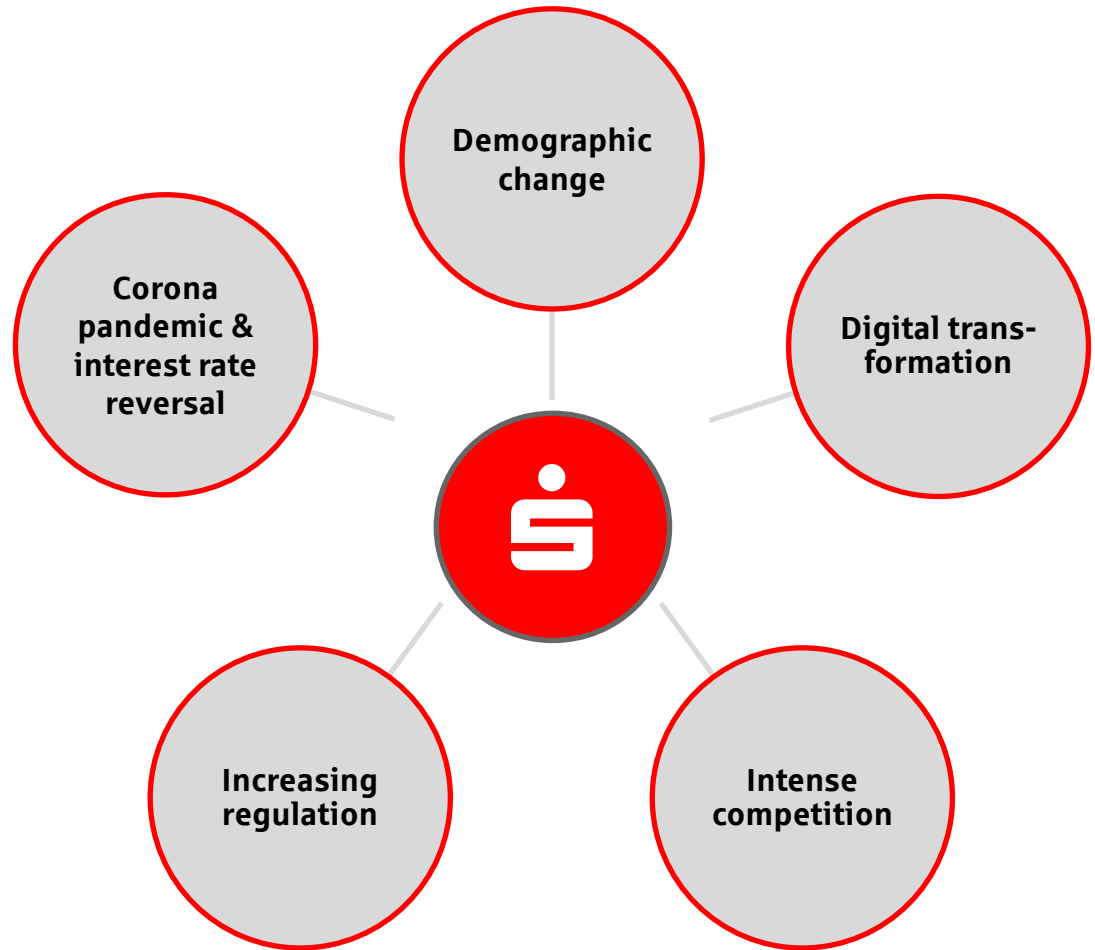 Demographic
change
Corona
pandemic &
interest rate
reversal
Digital trans-
formation
Increasing
regulation
Intense
competition